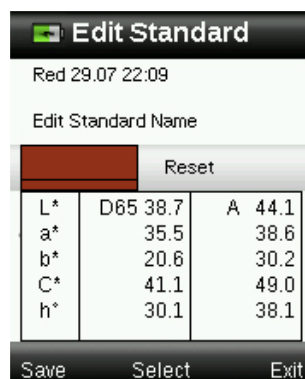 Edit Standard
Red 29.07 22:09
Edit Standard Name
Reset
L* D65 38.7 A 44.1
a* 35.5 38.6
b* 20.6 30.2
C* 41.1 49.0
h° 30.1 38.1
Save Select Exit